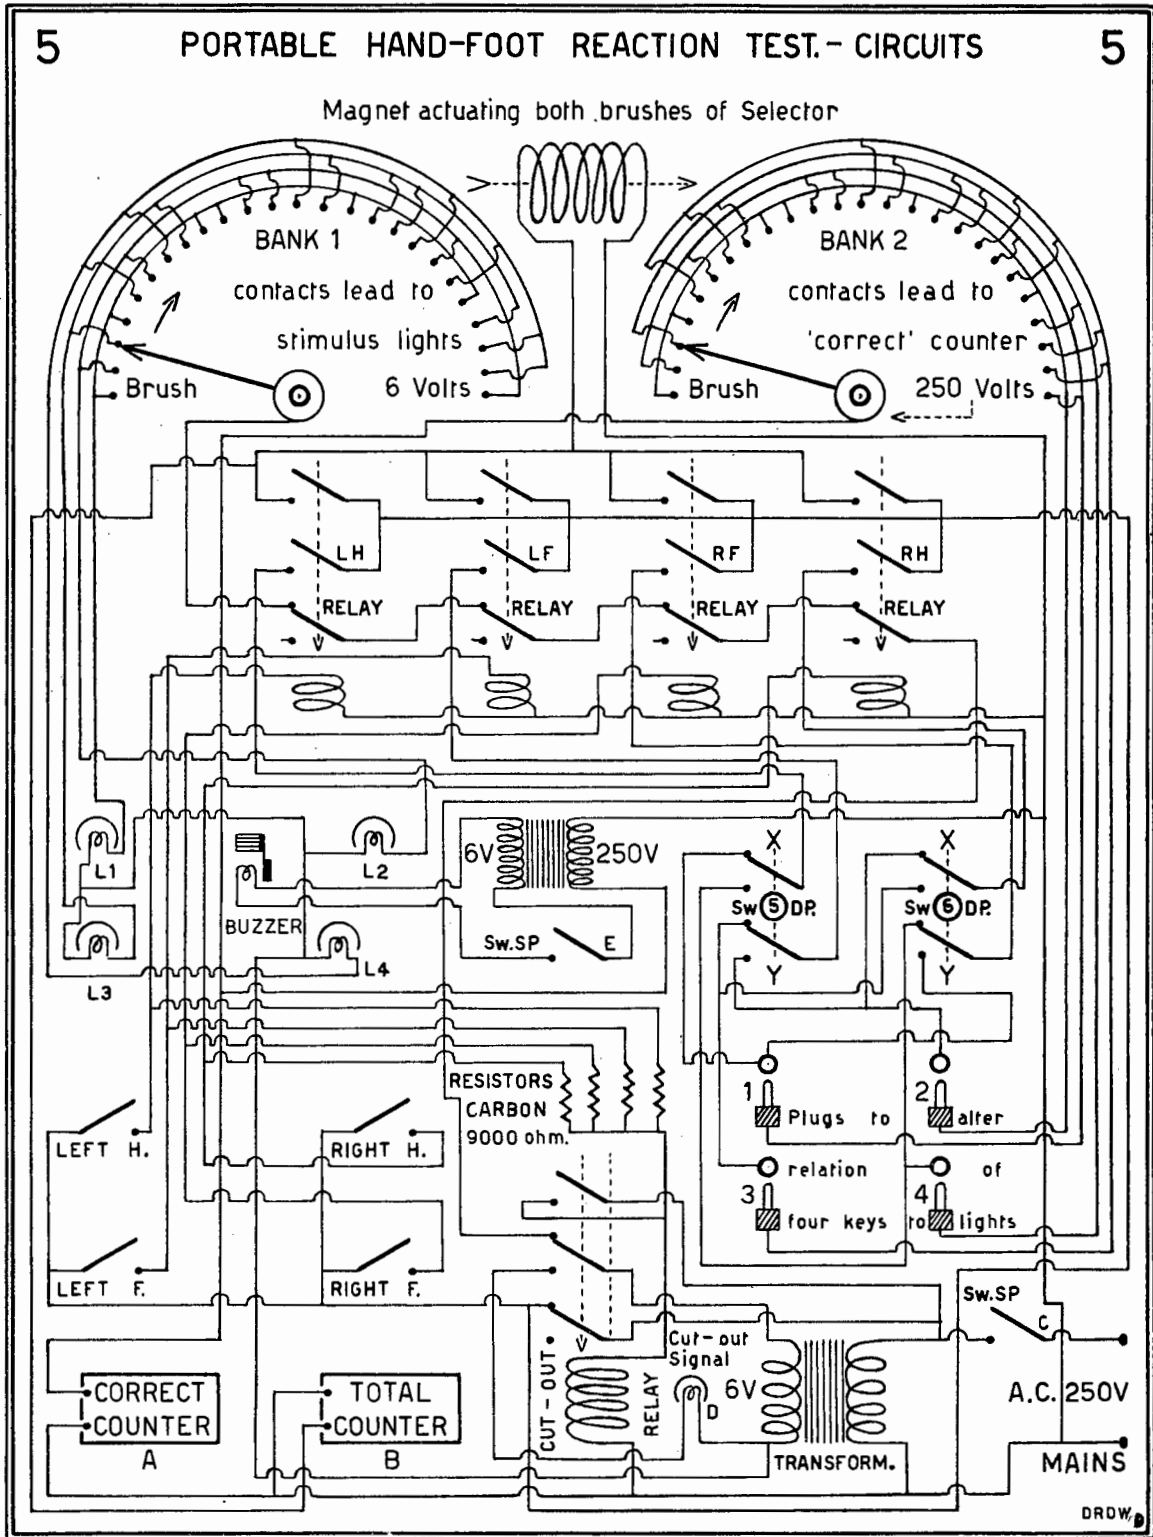 5 PORTABLE HAND-FOOT REACTION TEST.- CIRCUITS 5
Magnet actuating both brushes of Selector
BANK 1
contacts lead to
stimulus lights
Brush 6 Volts
BANK 2
contacts lead to
'correct' counter
Brush 250 Volts
LH LF RF RH
RELAY RELAY RELAY RELAY
L1
BUZZER
L2
L3
L4
6V 250V
Sw.SP E
X X
Sw 5 DP. Sw 6 DP.
Y Y
RESISTORS
CARBON
9000 ohm.
1 2
Plugs to alter
relation of
3 4
four keys to lights
LEFT H. RIGHT H.
LEFT F. RIGHT F.
CORRECT
COUNTER
A
TOTAL
COUNTER
B
CUT-OUT
RELAY
Cut-out
Signal
D
6V
TRANSFORM.
Sw.SP
C
A.C. 250V
MAINS
DRDW